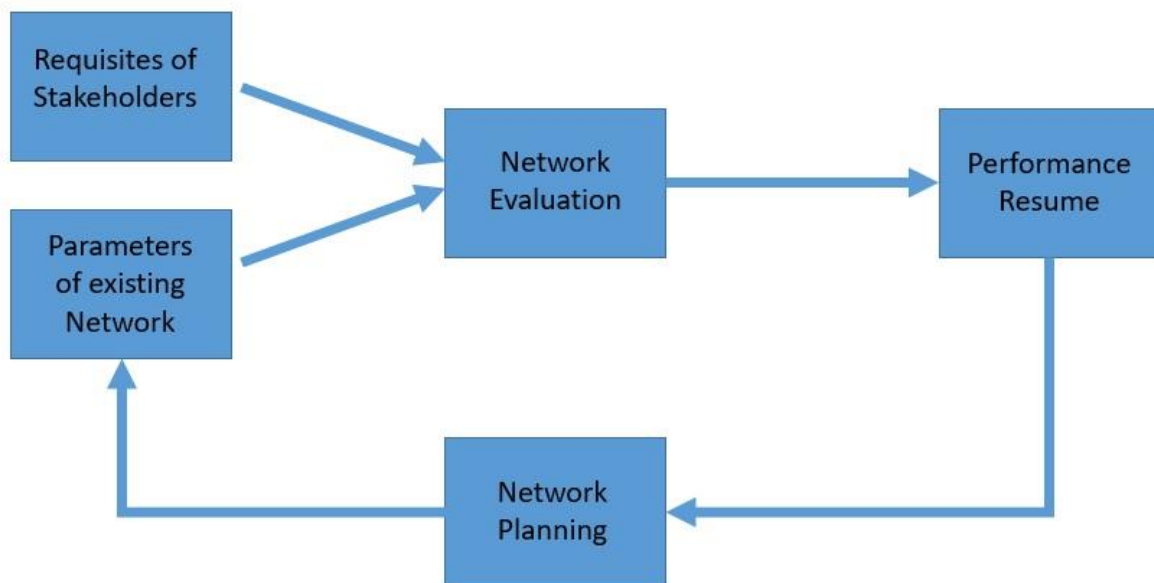 Requisites of
Stakeholders
Network
Evaluation
Performance
Resume
Parameters
of existing
Network
Network
Planning